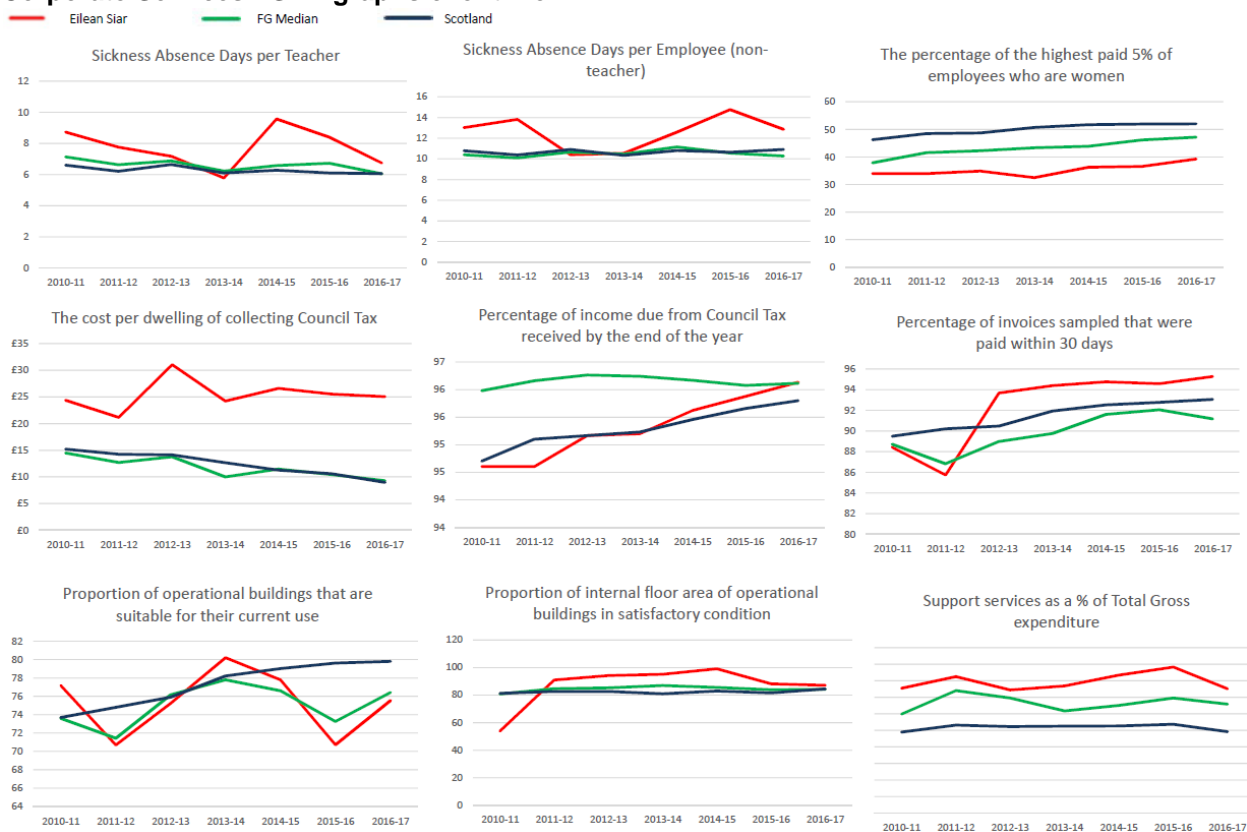 Corporate Services graphs over time
Eilean Siar FG Median Scotland
Sickness Absence Days per Teacher
12
10
8
6
4
2
0
2010-11 2011-12 2012-13 2013-14 2014-15 2015-16 2016-17
Sickness Absence Days per Employee (non-
teacher)
16
14
12
10
8
6
4
2
0
2010-11 2011-12 2012-13 2013-14 2014-15 2015-16 2016-17
The percentage of the highest paid 5% of
employees who are women
60
50
40
30
20
10
0
2010-11 2011-12 2012-13 2013-14 2014-15 2015-16 2016-17
The cost per dwelling of collecting Council Tax
£35
£30
£25
£20
£15
£10
£5
£0
2010-11 2011-12 2012-13 2013-14 2014-15 2015-16 2016-17
Percentage of income due from Council Tax
received by the end of the year
97
96
96
95
95
94
94
2010-11 2011-12 2012-13 2013-14 2014-15 2015-16 2016-17
Percentage of invoices sampled that were
paid within 30 days
96
94
92
90
88
86
84
82
80
2010-11 2011-12 2012-13 2013-14 2014-15 2015-16 2016-17
Proportion of operational buildings that are
suitable for their current use
82
80
78
76
74
72
70
68
66
64
2010-11 2011-12 2012-13 2013-14 2014-15 2015-16 2016-17
Proportion of internal floor area of operational
buildings in satisfactory condition
120
100
80
60
40
20
0
2010-11 2011-12 2012-13 2013-14 2014-15 2015-16 2016-17
Support services as a % of Total Gross
expenditure
2010-11 2011-12 2012-13 2013-14 2014-15 2015-16 2016-17